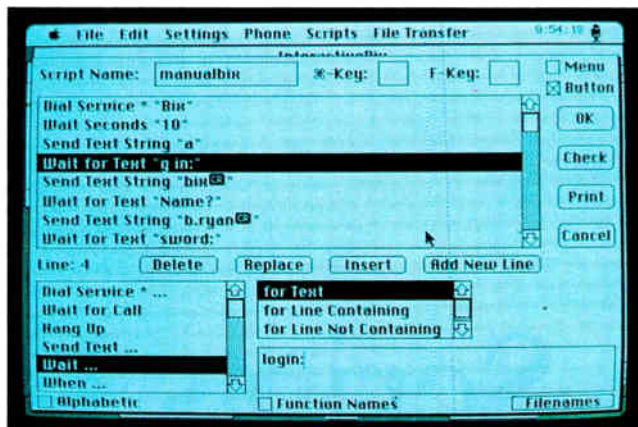 File Edit Settings Phone Scripts File Transfer 9:54:19
Script Name: manualbix ⌘-Key: F-Key: Menu
Button
Dial Service * "Bix"
Wait Seconds "10"
Send Text String "a"
Wait for Text "g in:"
Send Text String "bixCR"
Wait for Text "Name?"
Send Text String "b.ryanCR"
Wait for Text "sword:"
OK
Check
Print
Cancel
Line: 4 Delete Replace Insert Add New Line
Dial Service * ...
Wait for Call
Hang Up
Send Text ...
Wait ...
When ...
for Text
for Line Containing
for Line Not Containing
login:
Alphabetic Function Names Filenames